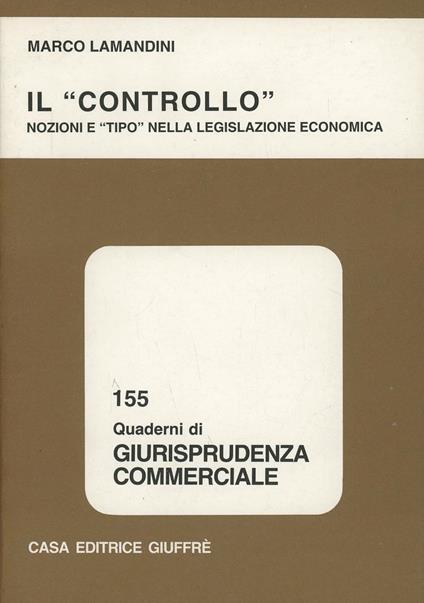 MARCO LAMANDINI
IL “CONTROLLO”
NOZIONI E “TIPO” NELLA LEGISLAZIONE ECONOMICA
155
Quaderni di
GIURISPRUDENZA
COMMERCIALE
CASA EDITRICE GIUFFRÈ